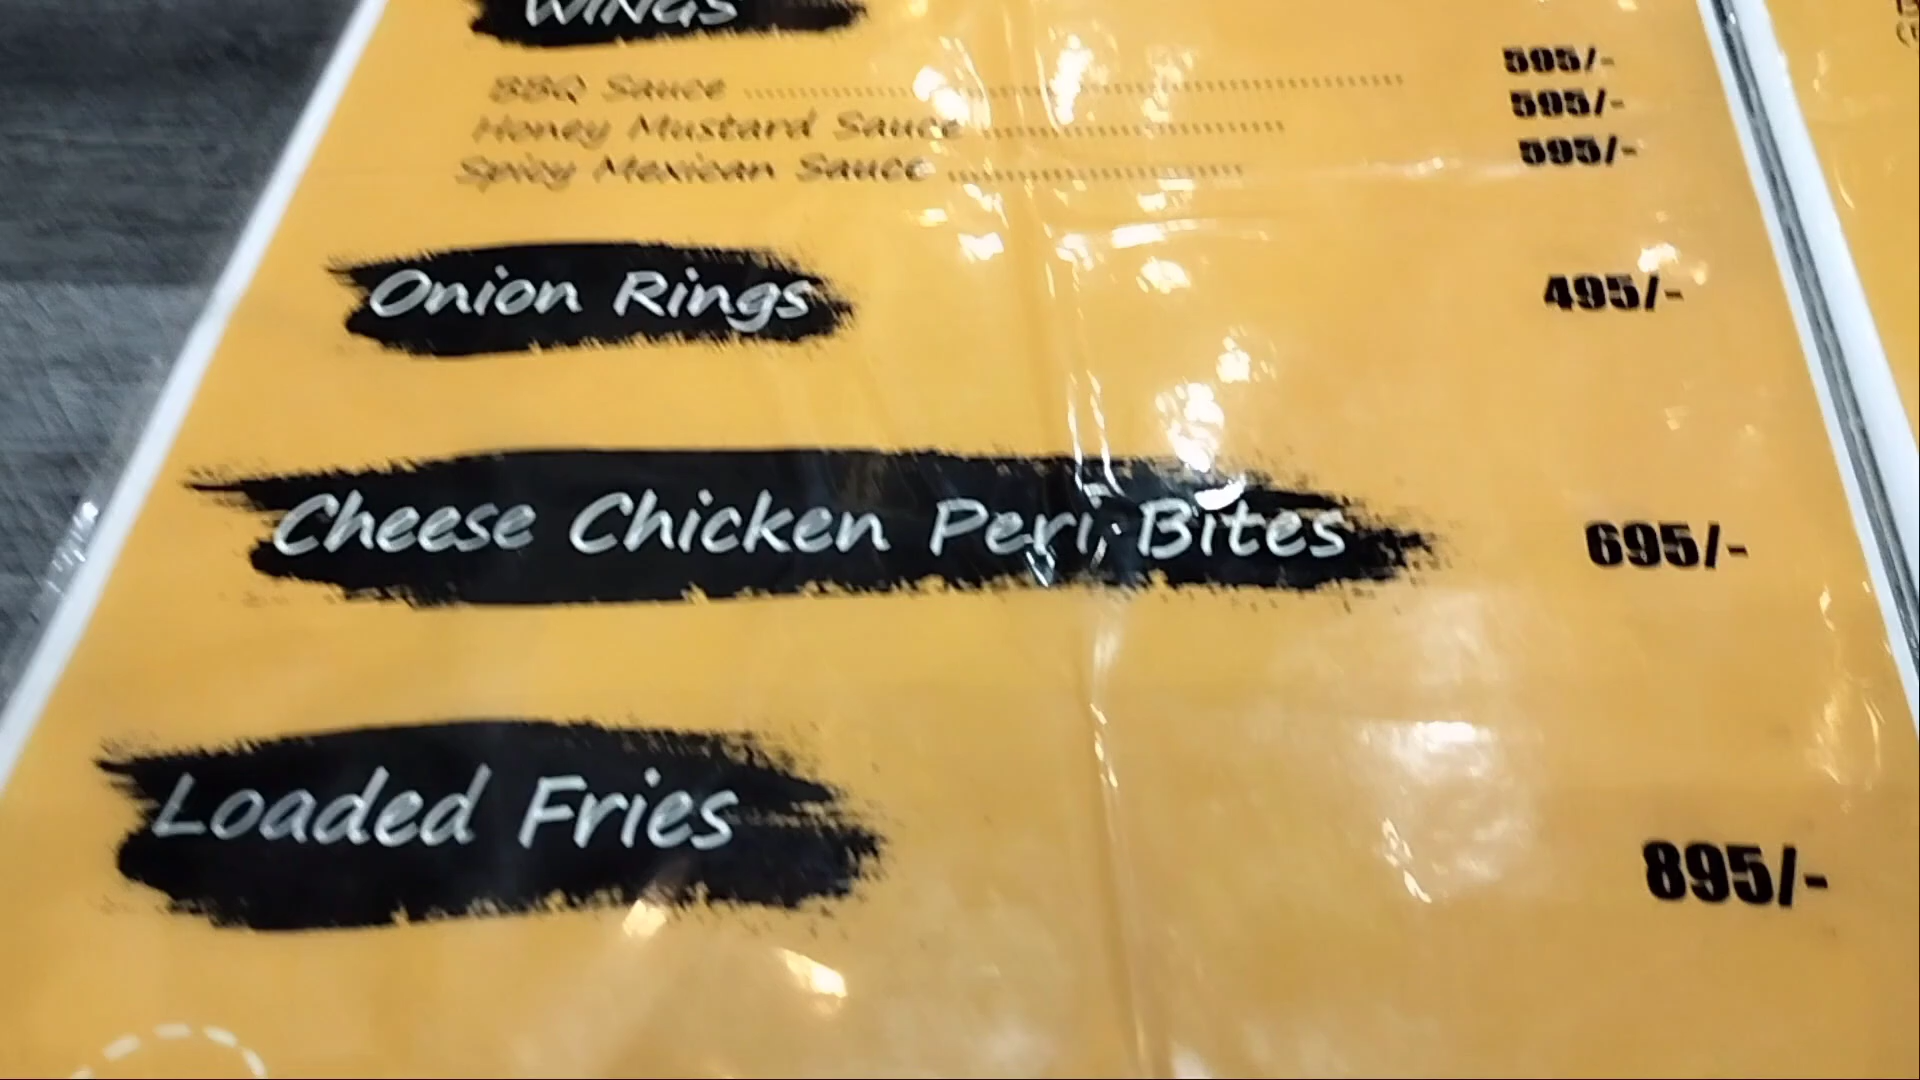 WINGS
BBQ Sauce ........................ 595/-
Honey Mustard Sauce ........................ 595/-
Spicy Mexican Sauce ........................ 595/-
Onion Rings 495/-
Cheese Chicken Peri Bites 695/-
Loaded Fries 895/-